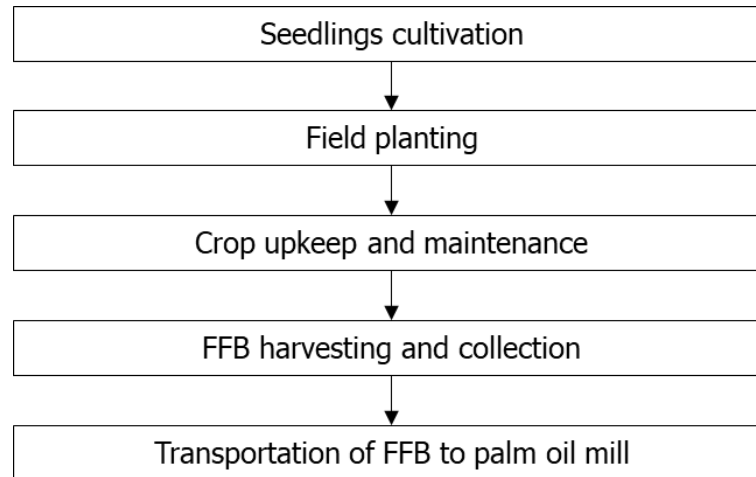 Seedlings cultivation
Field planting
Crop upkeep and maintenance
FFB harvesting and collection
Transportation of FFB to palm oil mill